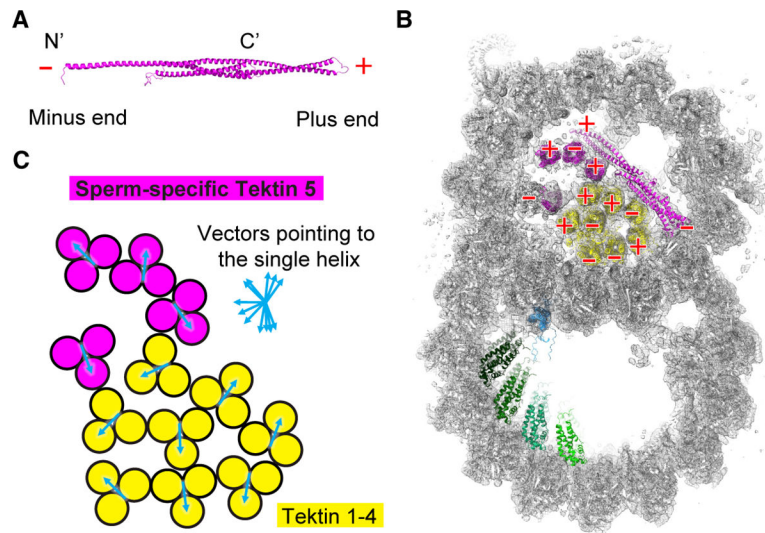 A
N'
C'
−
+
Minus end
Plus end
B
+
+ −
+
−
+ +
−
+ −
−
+
−
−
C
Sperm-specific Tektin 5
Vectors pointing to
the single helix
Tektin 1-4